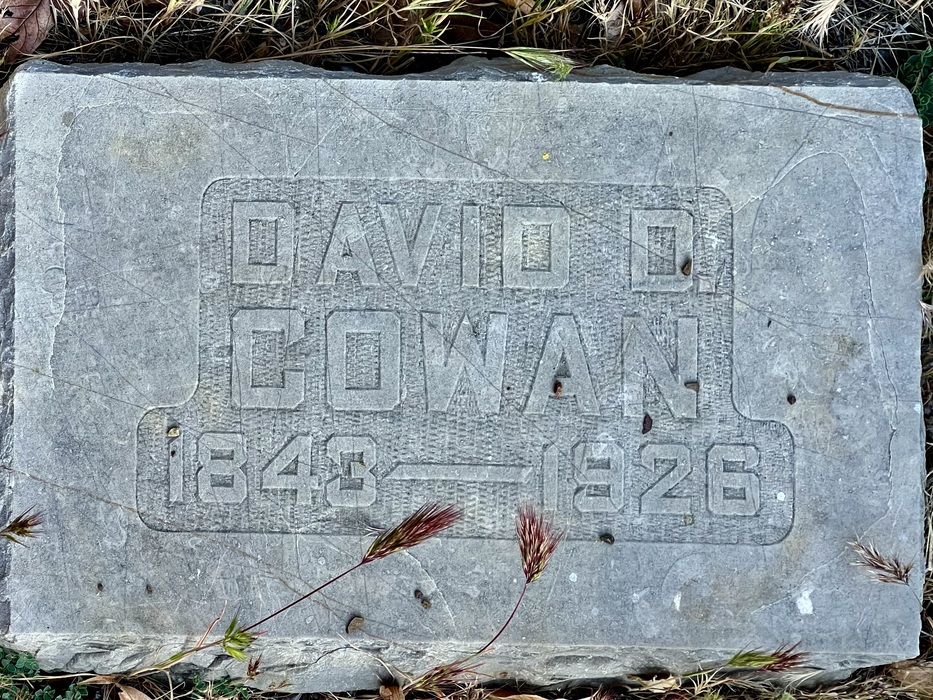 DAVID D.
COWAN
1843 — 1926